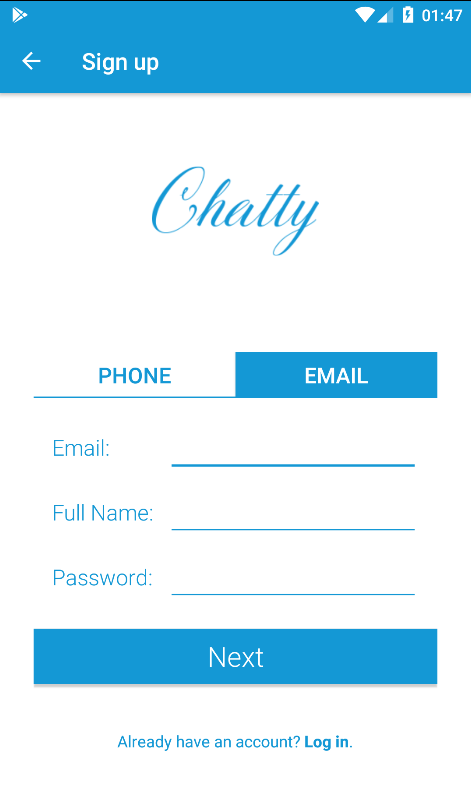 01:47
Sign up
Chatty
PHONE EMAIL
Email:
Full Name:
Password:
Next
Already have an account? Log in.